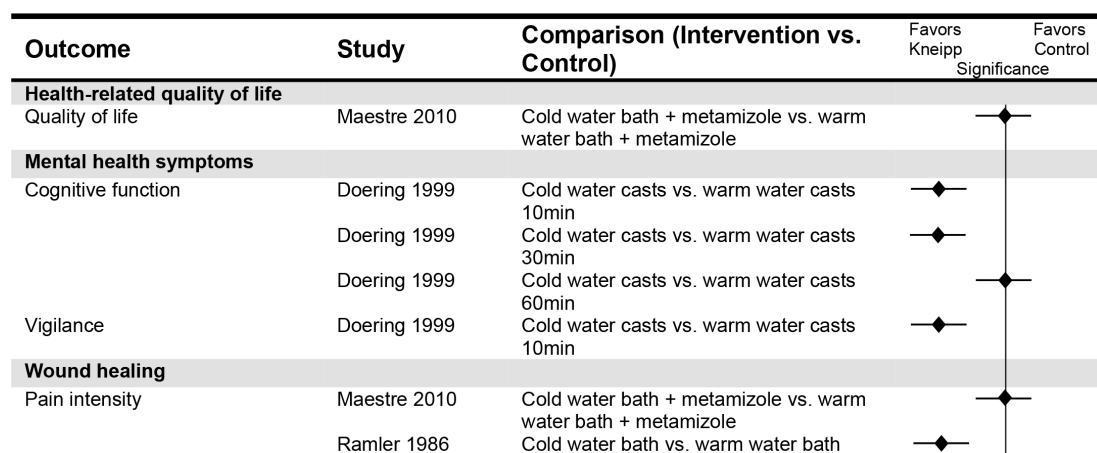 Outcome Study Comparison (Intervention vs. Control) Favors Kneipp Favors Control
Significance
Health-related quality of life
Quality of life Maestre 2010 Cold water bath + metamizole vs. warm
water bath + metamizole
Mental health symptoms
Cognitive function Doering 1999 Cold water casts vs. warm water casts
10min
Doering 1999 Cold water casts vs. warm water casts
30min
Doering 1999 Cold water casts vs. warm water casts
60min
Vigilance Doering 1999 Cold water casts vs. warm water casts
10min
Wound healing
Pain intensity Maestre 2010 Cold water bath + metamizole vs. warm
water bath + metamizole
Ramler 1986 Cold water bath vs. warm water bath